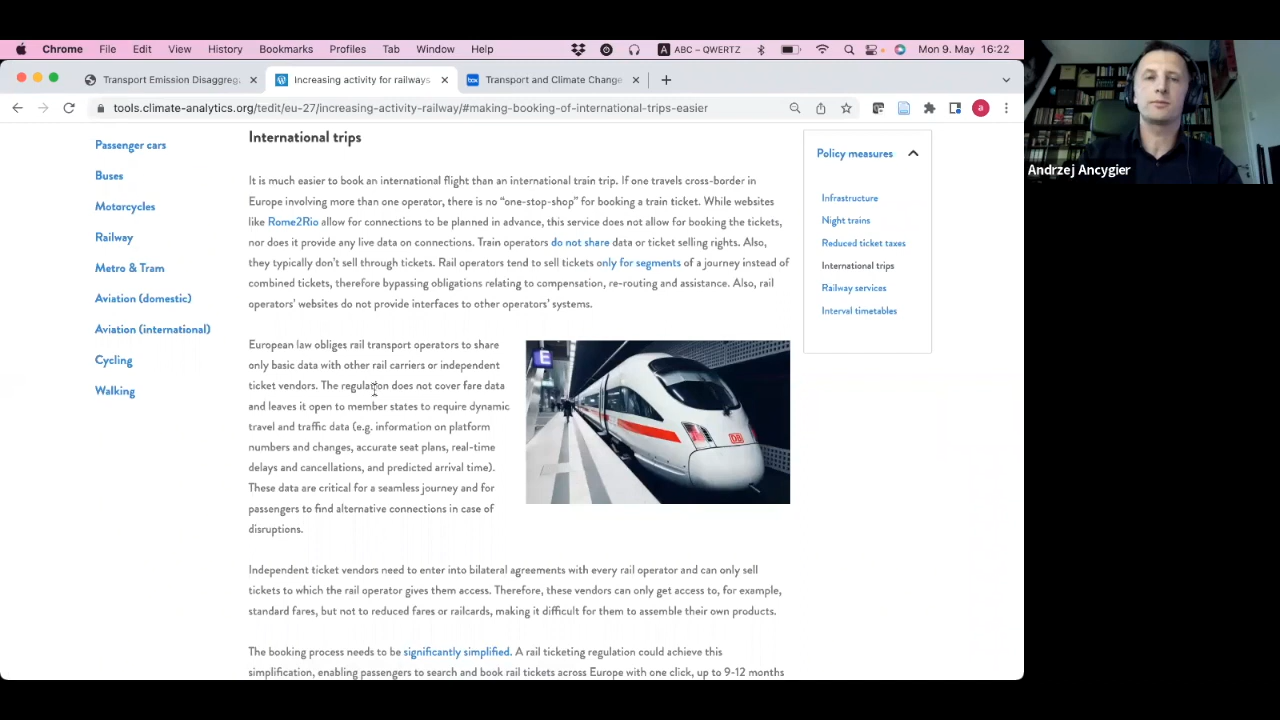 Chrome File Edit View History Bookmarks Profiles Tab Window Help A ABC – QWERTZ Mon 9. May 16:22
Transport Emission Disaggrega Increasing activity for railways box Transport and Climate Change
tools.climate-analytics.org/tedit/eu-27/increasing-activity-railway/#making-booking-of-international-trips-easier a
Passenger cars
Buses
Motorcycles
Railway
Metro & Tram
Aviation (domestic)
Aviation (international)
Cycling
Walking
International trips
It is much easier to book an international flight than an international train trip. If one travels cross-border in
Europe involving more than one operator, there is no “one-stop-shop” for booking a train ticket. While websites
like Rome2Rio allow for connections to be planned in advance, this service does not allow for booking the tickets,
nor does it provide any live data on connections. Train operators do not share data or ticket selling rights. Also,
they typically don’t sell through tickets. Rail operators tend to sell tickets only for segments of a journey instead of
combined tickets, therefore bypassing obligations relating to compensation, re-routing and assistance. Also, rail
operators’ websites do not provide interfaces to other operators’ systems.
European law obliges rail transport operators to share
only basic data with other rail carriers or independent
ticket vendors. The regulation does not cover fare data
and leaves it open to member states to require dynamic
travel and traffic data (e.g. information on platform
numbers and changes, accurate seat plans, real-time
delays and cancellations, and predicted arrival time).
These data are critical for a seamless journey and for
passengers to find alternative connections in case of
disruptions.
E
DB
Independent ticket vendors need to enter into bilateral agreements with every rail operator and can only sell
tickets to which the rail operator gives them access. Therefore, these vendors can only get access to, for example,
standard fares, but not to reduced fares or railcards, making it difficult for them to assemble their own products.
The booking process needs to be significantly simplified. A rail ticketing regulation could achieve this
simplification, enabling passengers to search and book rail tickets across Europe with one click, up to 9-12 months
Policy measures
Infrastructure
Night trains
Reduced ticket taxes
International trips
Railway services
Interval timetables
Andrzej Ancygier